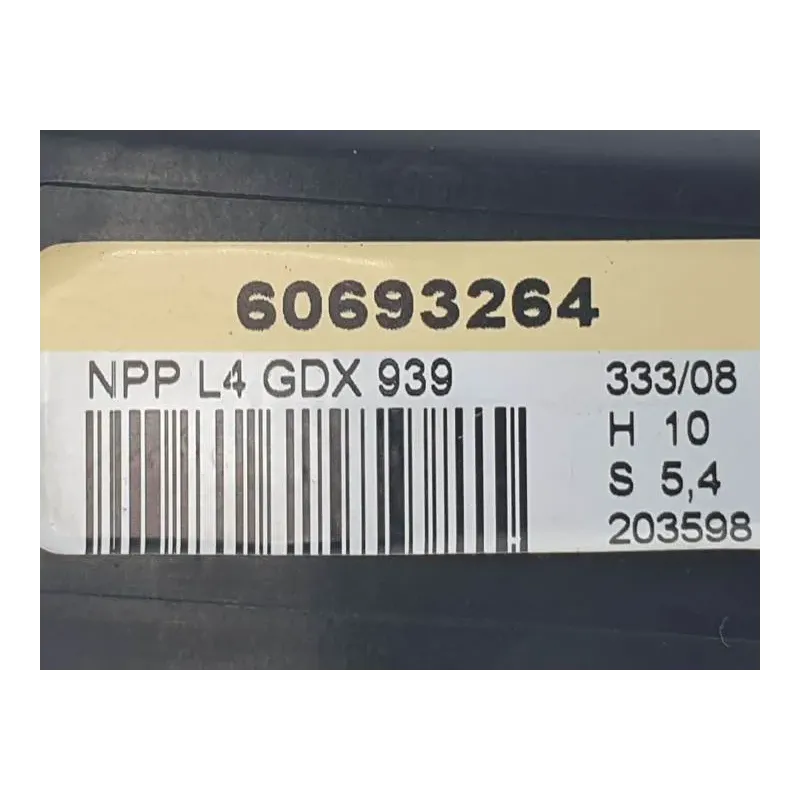 60693264
NPP L4 GDX 939
333/08
H 10
S 5,4
203598